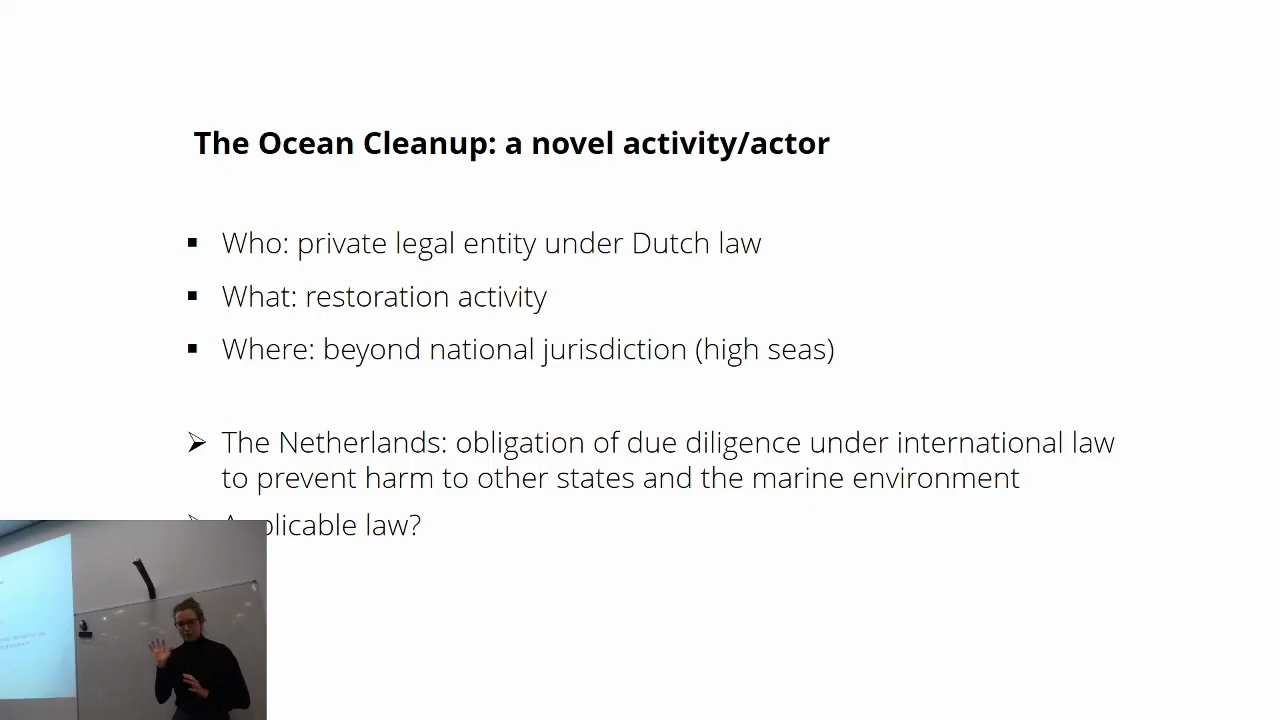 The Ocean Cleanup: a novel activity/actor
▪ Who: private legal entity under Dutch law
▪ What: restoration activity
▪ Where: beyond national jurisdiction (high seas)
➢ The Netherlands: obligation of due diligence under international law
to prevent harm to other states and the marine environment
➢ Applicable law?